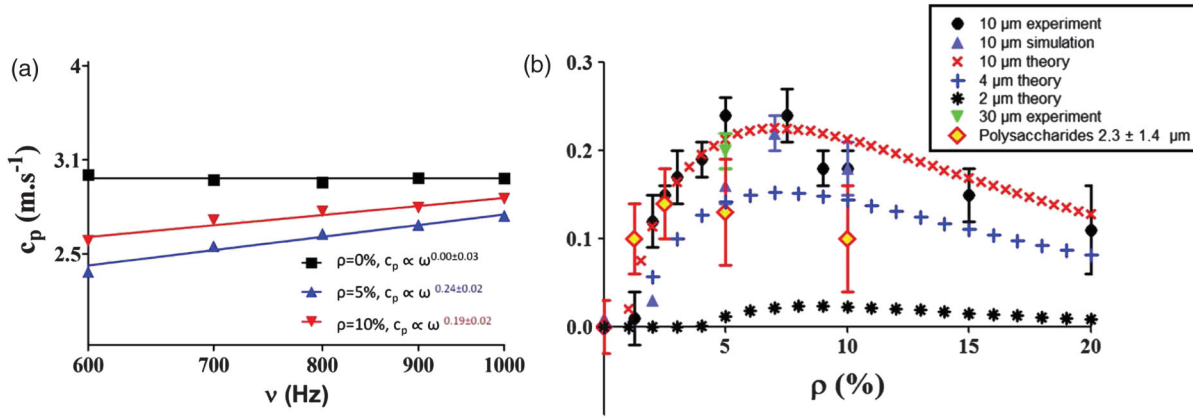 (a)
4
3.1
2.5
c_p (m.s⁻¹)
600
700
800
900
1000
ν (Hz)
ρ=0%, c_p ∝ ω^0.00±0.03
ρ=5%, c_p ∝ ω^0.24±0.02
ρ=10%, c_p ∝ ω^0.19±0.02
(b)
0.3
0.2
0.1
0.0
5
10
15
20
ρ (%)
10 μm experiment
10 μm simulation
10 μm theory
4 μm theory
2 μm theory
30 μm experiment
Polysaccharides 2.3 ± 1.4 μm